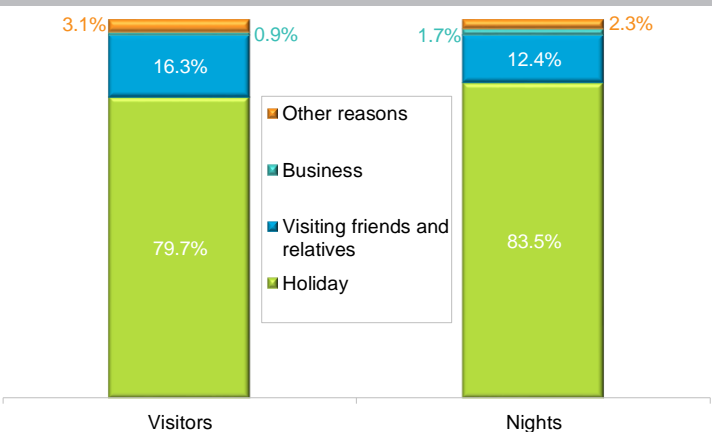 3.1%
0.9%
1.7%
2.3%
16.3%
12.4%
Other reasons
Business
Visiting friends and
relatives
Holiday
79.7%
83.5%
Visitors
Nights